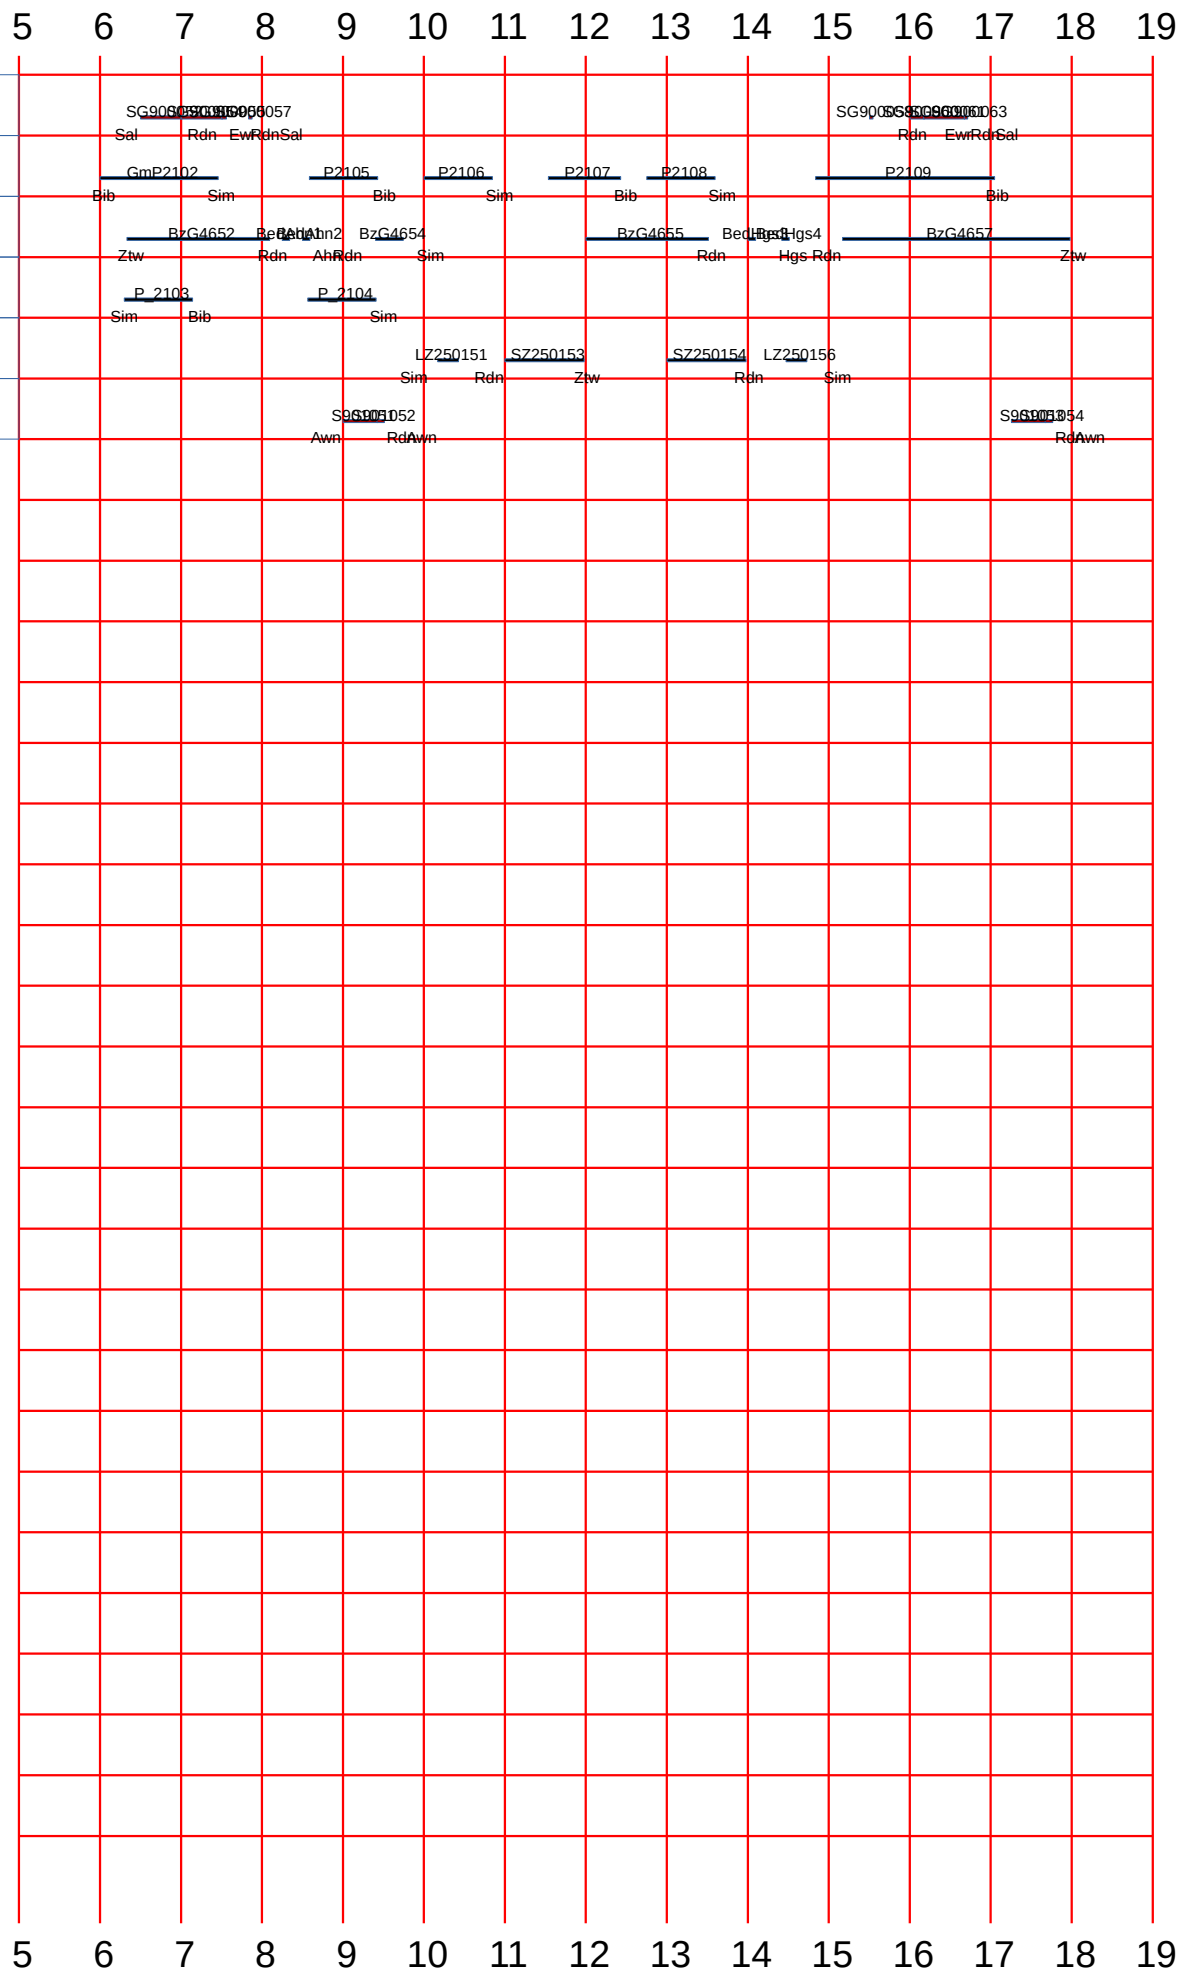 5 6 7 8 9 10 11 12 13 14 15 16 17 18 19
Sal Rdn Ewr Rdn Sal Rdn Ewr Rdn Sal
GmP2102 P2105 P2106 P2107 P2108 P2109
Bib Sim Bib Sim Bib Sim Bib
BzG4652 BzG4654 BzG4655 BzG4657
Ztw Rdn Ahn Rdn Sim Rdn Hgs Rdn Ztw
P_2103 P_2104
Sim Bib Sim
LZ250151 SZ250153 SZ250154 LZ250156
Sim Rdn Ztw Rdn Sim
Awn Rdn Awn Rdn Awn
5 6 7 8 9 10 11 12 13 14 15 16 17 18 19